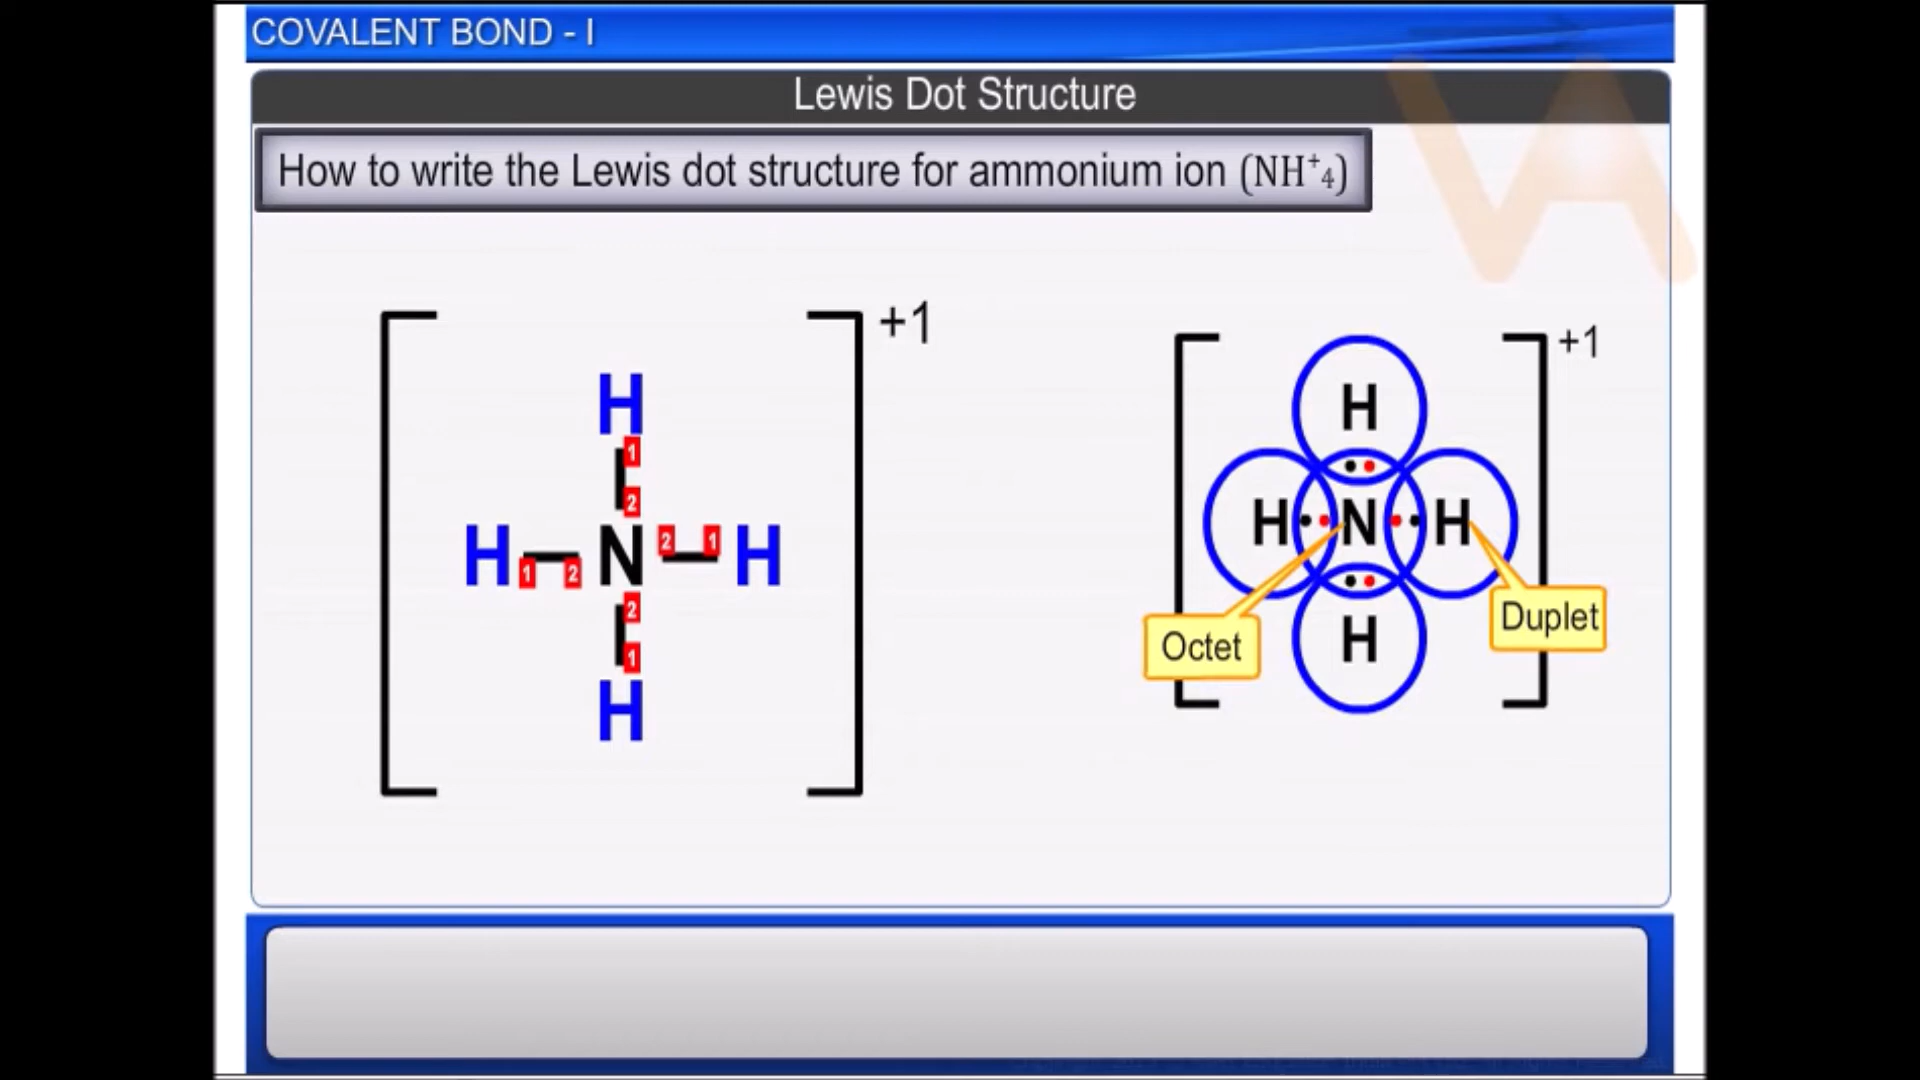 COVALENT BOND - I
Lewis Dot Structure
How to write the Lewis dot structure for ammonium ion (NH⁺₄)
+1
H
1
2
H 1 2 N 2 1 H
2
1
H
+1
H
H N H
H
Octet
Duplet